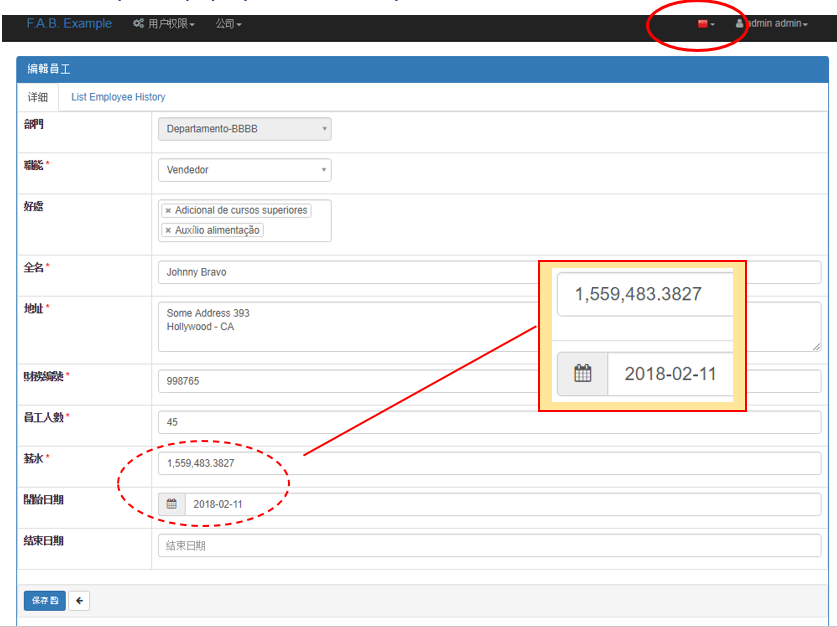 F.A.B. Example 用户权限 公司 admin admin
編輯員工
详细 List Employee History
部門 Departamento-BBBB
職能 * Vendedor
好處 × Adicional de cursos superiores
× Auxílio alimentação
全名 * Johnny Bravo
地址 * Some Address 393
Hollywood - CA
財務編號 * 998765
員工人數 * 45
薪水 * 1,559,483.3827
開始日期 2018-02-11
结束日期 结束日期
1,559,483.3827
2018-02-11
保存